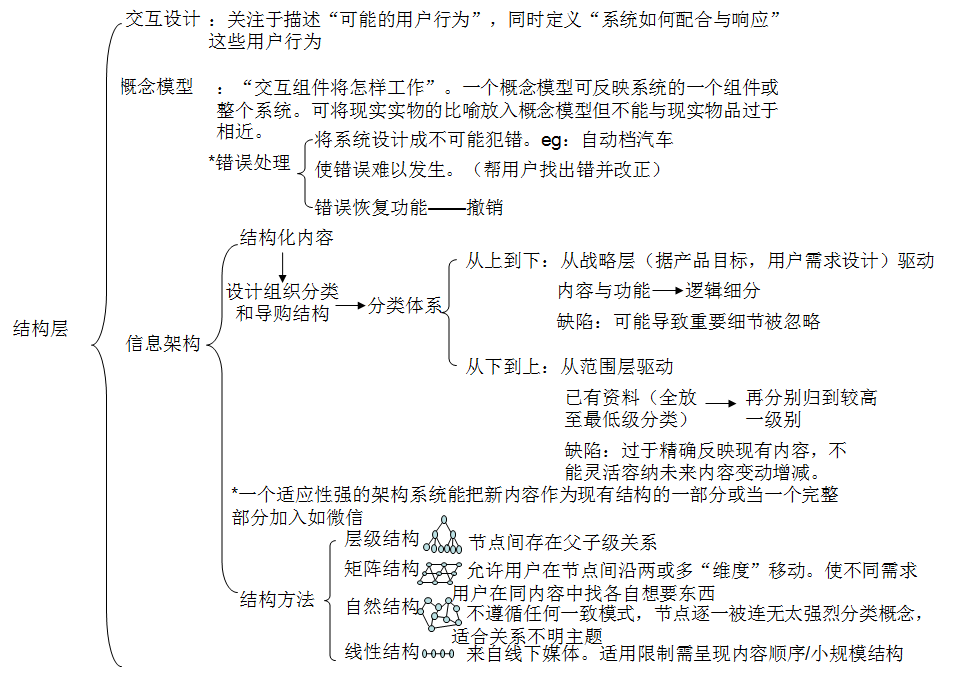 交互设计 ：关注于描述“可能的用户行为”，同时定义“系统如何配合与响应”
这些用户行为
概念模型 ：“交互组件将怎样工作”。一个概念模型可反映系统的一个组件或
整个系统。可将现实实物的比喻放入概念模型但不能与现实物品过于
相近。
将系统设计成不可能犯错。eg：自动档汽车
*错误处理
使错误难以发生。（帮用户找出错并改正）
错误恢复功能——撤销
结构化内容
从上到下：从战略层（据产品目标，用户需求设计）驱动
设计组织分类
和导购结构
分类体系
内容与功能 逻辑细分
缺陷：可能导致重要细节被忽略
结构层
信息架构
从下到上：从范围层驱动
已有资料（全放
至最低级分类）
再分别归到较高
一级别
缺陷：过于精确反映现有内容，不
能灵活容纳未来内容变动增减。
*一个适应性强的架构系统能把新内容作为现有结构的一部分或当一个完整
部分加入如微信
层级结构 节点间存在父子级关系
矩阵结构 允许用户在节点间沿两或多“维度”移动。使不同需求
用户在同内容中找各自想要东西
结构方法
自然结构 不遵循任何一致模式，节点逐一被连无太强烈分类概念，
适合关系不明主题
线性结构 来自线下媒体。适用限制需呈现内容顺序/小规模结构